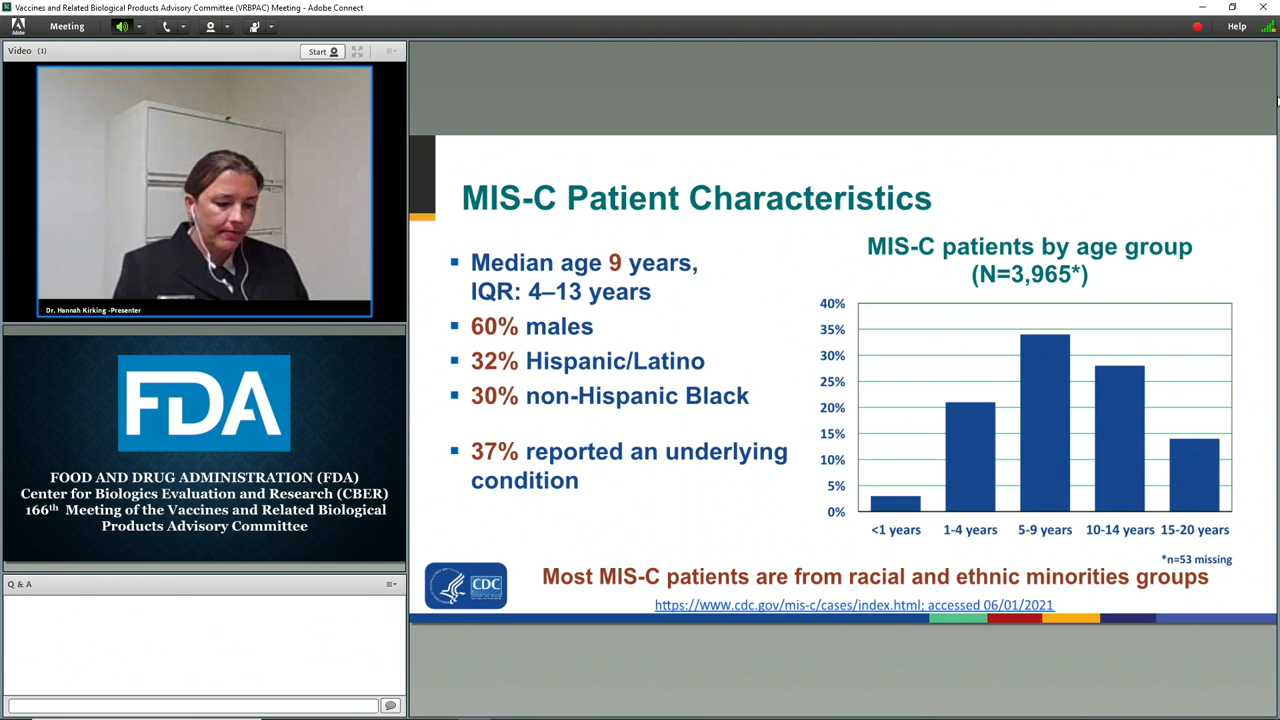 Vaccines and Related Biological Products Advisory Committee (VRBPAC) Meeting - Adobe Connect
Adobe
Meeting
Help
Video (1)
Start
Dr. Hannah Kirking -Presenter
FDA
FOOD AND DRUG ADMINISTRATION (FDA)
Center for Biologics Evaluation and Research (CBER)
166th Meeting of the Vaccines and Related Biological
Products Advisory Committee
Q & A
MIS-C Patient Characteristics
Median age 9 years,
IQR: 4–13 years
60% males
32% Hispanic/Latino
30% non-Hispanic Black
37% reported an underlying
condition
MIS-C patients by age group
(N=3,965*)
40%
35%
30%
25%
20%
15%
10%
5%
0%
<1 years 1-4 years 5-9 years 10-14 years 15-20 years
*n=53 missing
CDC
Most MIS-C patients are from racial and ethnic minorities groups
https://www.cdc.gov/mis-c/cases/index.html; accessed 06/01/2021